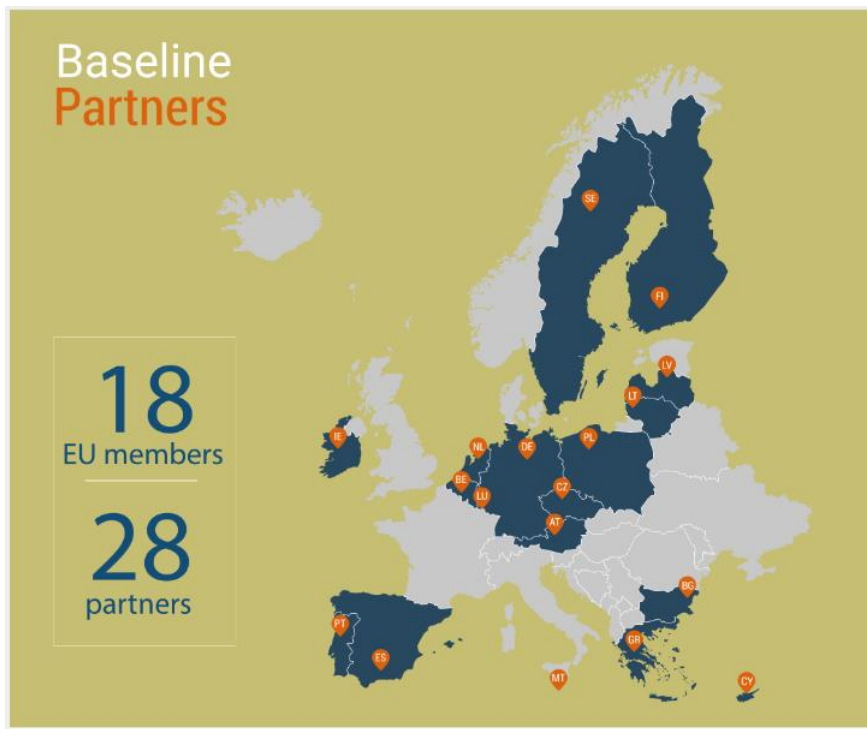 Baseline
Partners
SE
FI
LV
LT
18
EU members
IE
NL
DE
PL
BE
LU
CZ
AT
28
partners
BG
PT
GR
ES
MT
CY